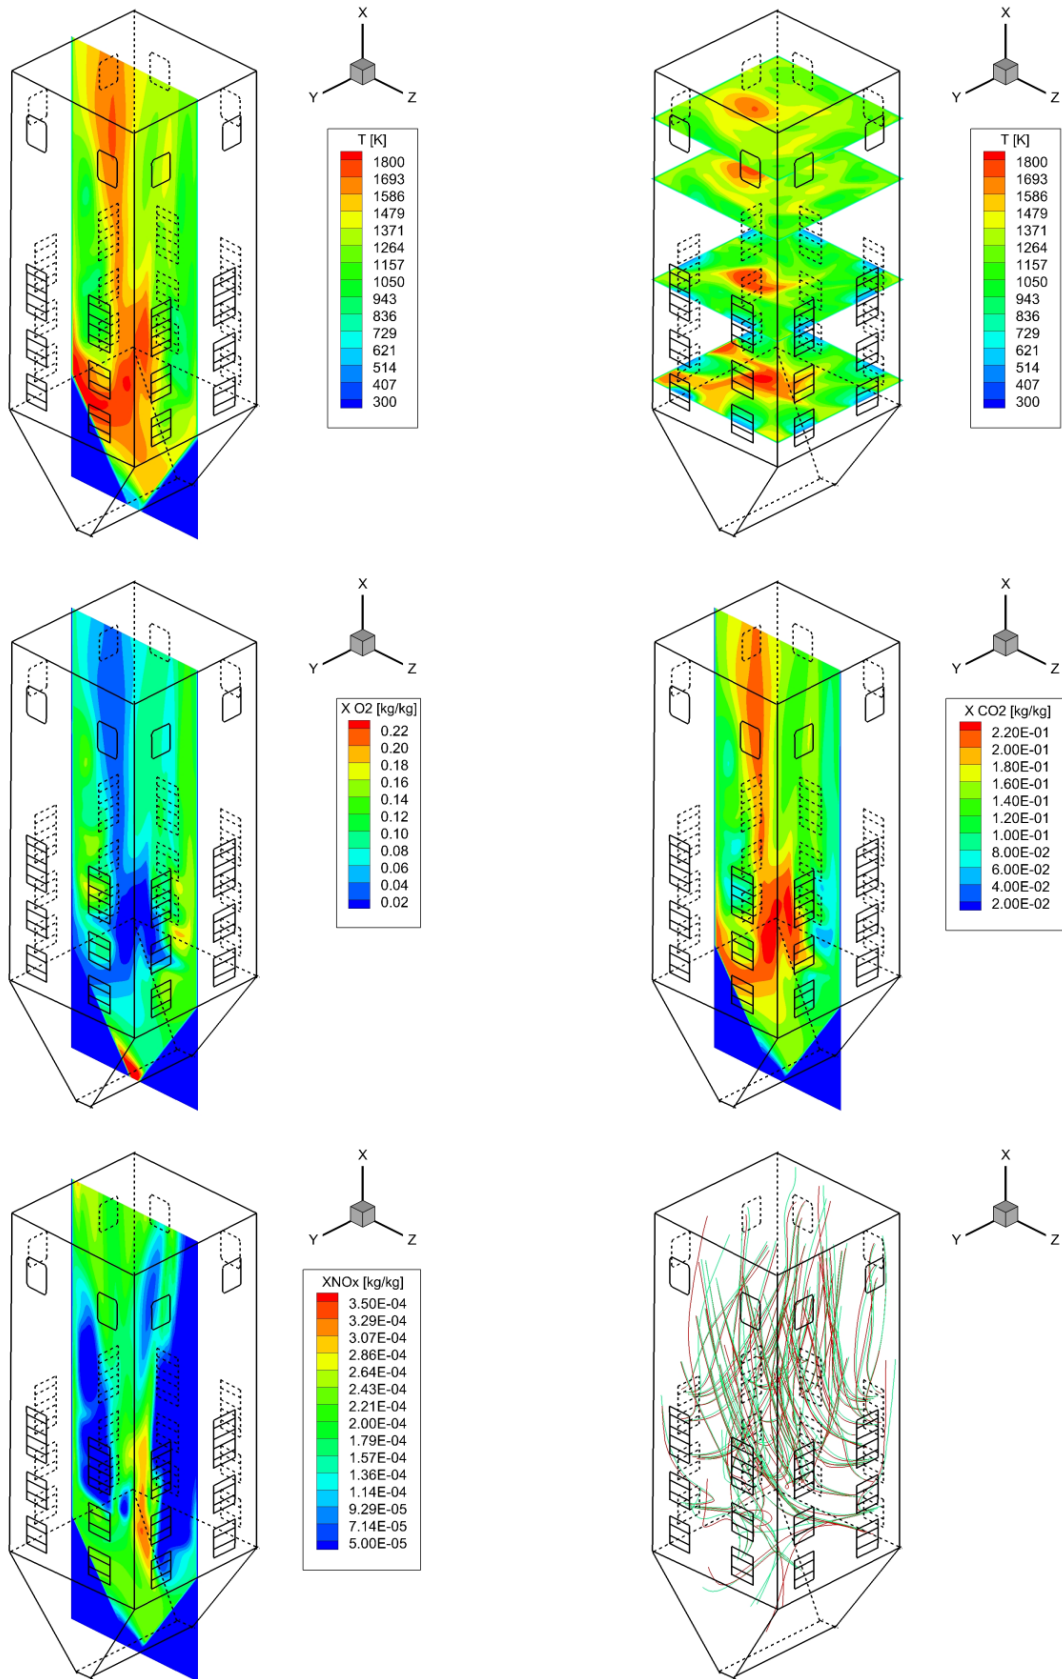 X
Y
Z
T [K]
1800
1693
1586
1479
1371
1264
1157
1050
943
836
729
621
514
407
300
X
Y
Z
T [K]
1800
1693
1586
1479
1371
1264
1157
1050
943
836
729
621
514
407
300
X
Y
Z
X O2 [kg/kg]
0.22
0.20
0.18
0.16
0.14
0.12
0.10
0.08
0.06
0.04
0.02
X
Y
Z
X CO2 [kg/kg]
2.20E-01
2.00E-01
1.80E-01
1.60E-01
1.40E-01
1.20E-01
1.00E-01
8.00E-02
6.00E-02
4.00E-02
2.00E-02
X
Y
Z
XNOx [kg/kg]
3.50E-04
3.29E-04
3.07E-04
2.86E-04
2.64E-04
2.43E-04
2.21E-04
2.00E-04
1.79E-04
1.57E-04
1.36E-04
1.14E-04
9.29E-05
7.14E-05
5.00E-05
X
Y
Z